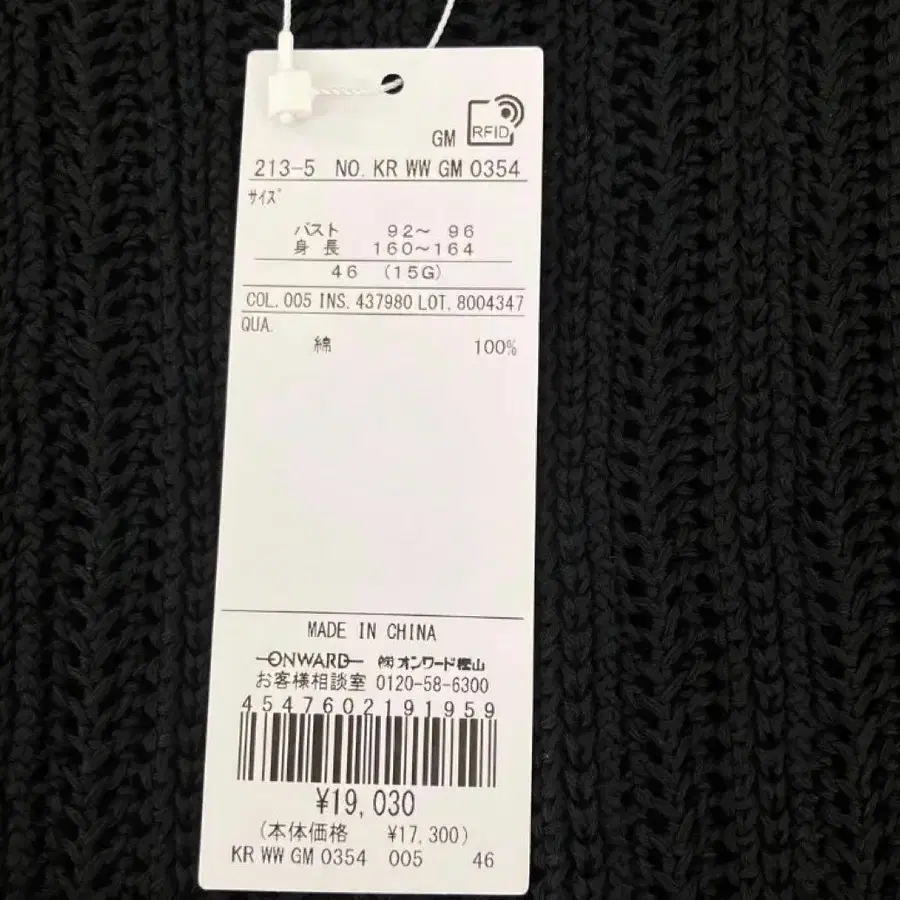 GM RFID
213-5 NO. KR WW GM 0354
サイズ
バスト 92～ 96
身長 160～164
46 (15G)
COL. 005 INS. 437980 LOT. 8004347
QUA.
綿 100%
MADE IN CHINA
ONWARD ㈱オンワード樫山
お客様相談室 0120-58-6300
4547602191959
¥19,030
(本体価格 ¥17,300)
KR WW GM 0354 005 46